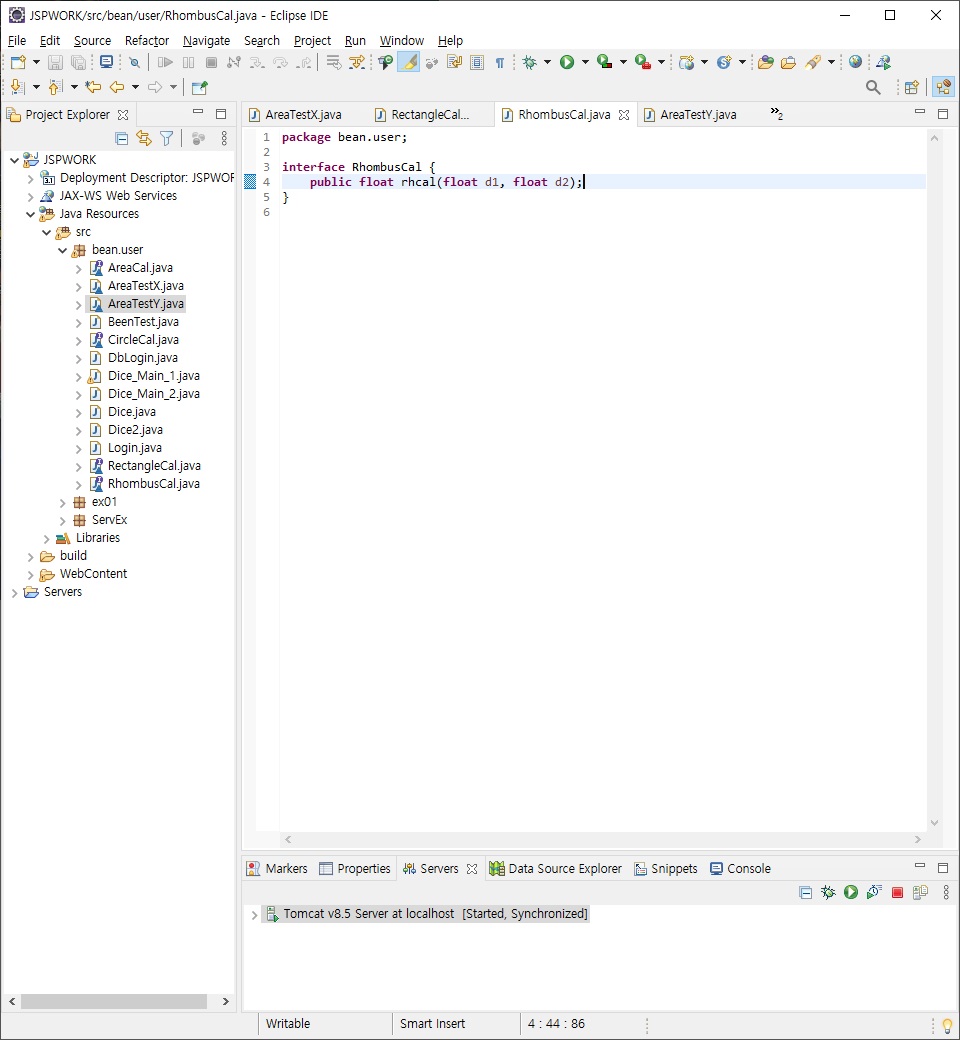 JSPWORK/src/bean/user/RhombusCal.java - Eclipse IDE
File Edit Source Refactor Navigate Search Project Run Window Help
Project Explorer
JSPWORK
Deployment Descriptor: JSPWOR
JAX-WS Web Services
Java Resources
src
bean.user
AreaCal.java
AreaTestX.java
AreaTestY.java
BeenTest.java
CircleCal.java
DbLogin.java
Dice_Main_1.java
Dice_Main_2.java
Dice.java
Dice2.java
Login.java
RectangleCal.java
RhombusCal.java
ex01
ServEx
Libraries
build
WebContent
Servers
AreaTestX.java RectangleCal... RhombusCal.java AreaTestY.java »2
1 package bean.user;
2
3 interface RhombusCal {
4 public float rhcal(float d1, float d2);
5 }
6
Markers Properties Servers Data Source Explorer Snippets Console
Tomcat v8.5 Server at localhost [Started, Synchronized]
Writable Smart Insert 4 : 44 : 86